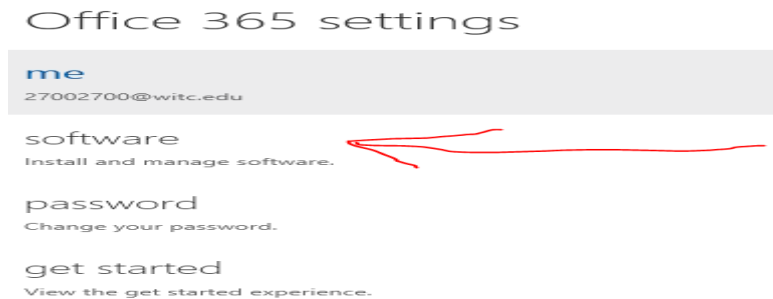 Office 365 settings
me
27002700@witc.edu
software
Install and manage software.
password
Change your password.
get started
View the get started experience.